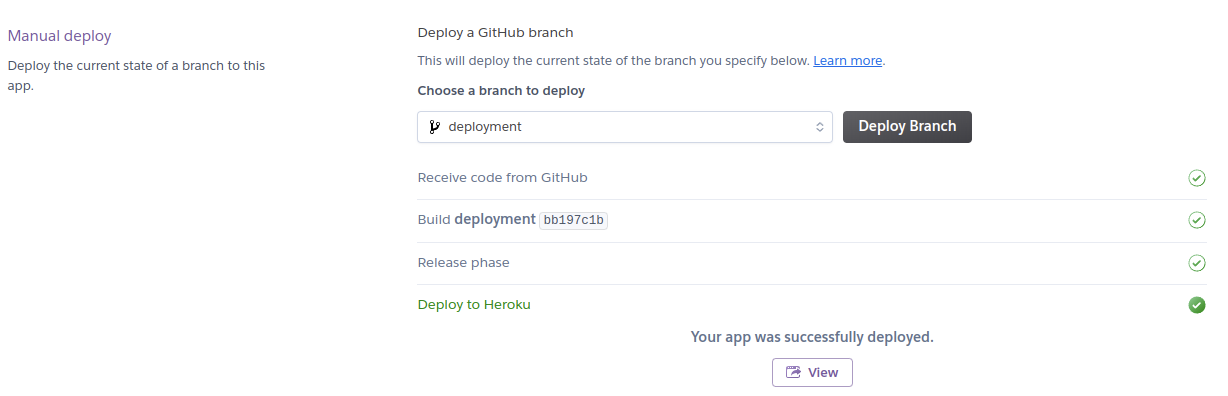 Manual deploy
Deploy the current state of a branch to this
app.
Deploy a GitHub branch
This will deploy the current state of the branch you specify below. Learn more.
Choose a branch to deploy
deployment
Deploy Branch
Receive code from GitHub
Build deployment bb197c1b
Release phase
Deploy to Heroku
Your app was successfully deployed.
View